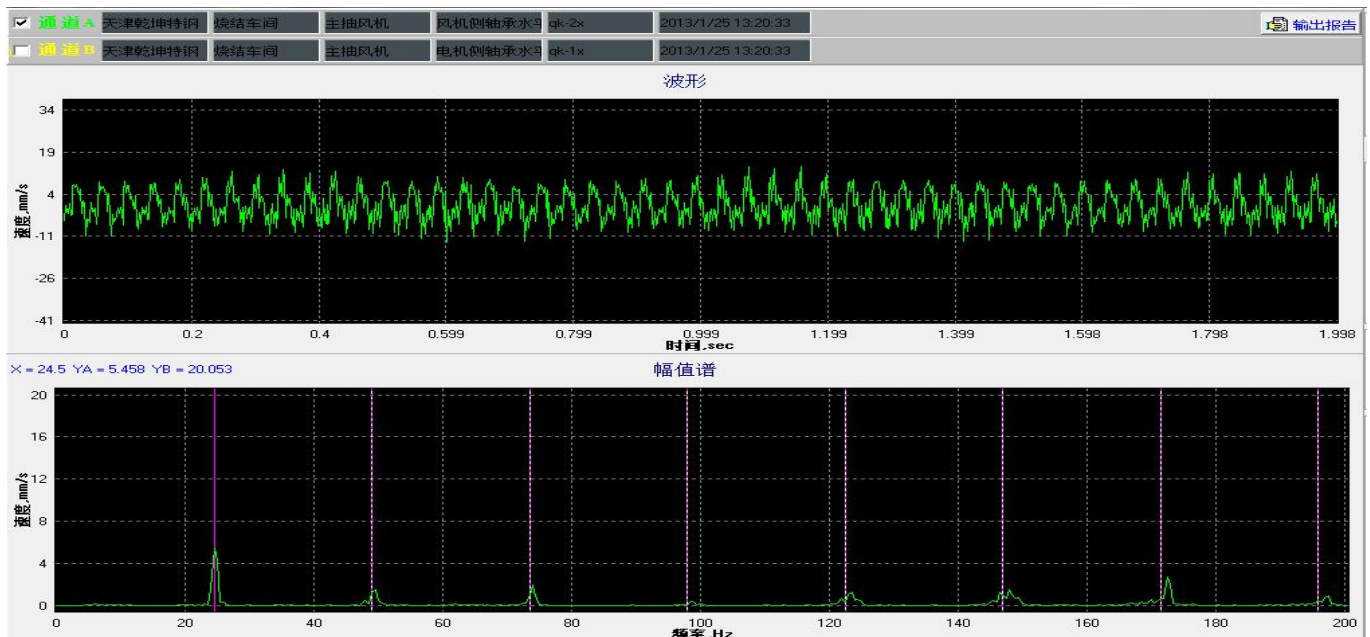 通道A 天津乾坤特钢 烧结车间 主抽风机 风机侧轴承水平 qk-2x 2013/1/25 13:20:33 输出报告
通道B 天津乾坤特钢 烧结车间 主抽风机 电机侧轴承水平 qk-1x 2013/1/25 13:20:33
波形
34
19
4
-11
-26
-41
速度,mm/s
0 0.2 0.4 0.599 0.799 0.999 1.199 1.399 1.598 1.798 1.998
时间,sec
X = 24.5 YA = 5.458 YB = 20.053 幅值谱
20
16
12
8
4
0
速度,mm/s
0 20 40 60 80 100 120 140 160 180 200
频率,Hz